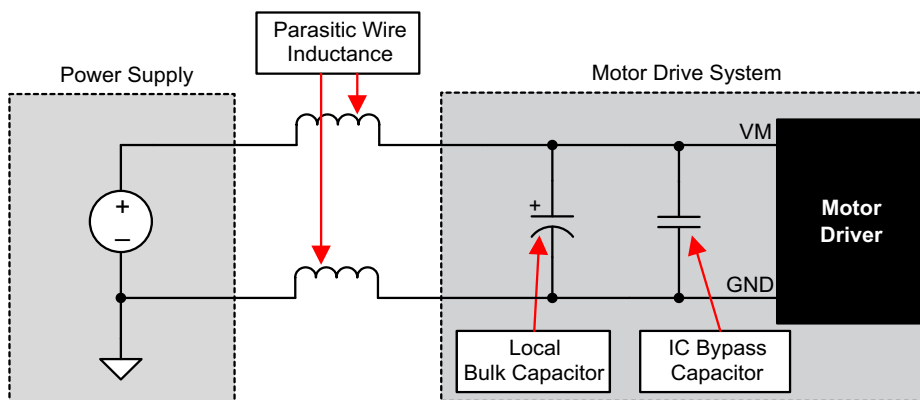 Parasitic Wire
Inductance
Power Supply
Motor Drive System
VM
+
+
–
Motor
Driver
GND
Local
Bulk Capacitor
IC Bypass
Capacitor